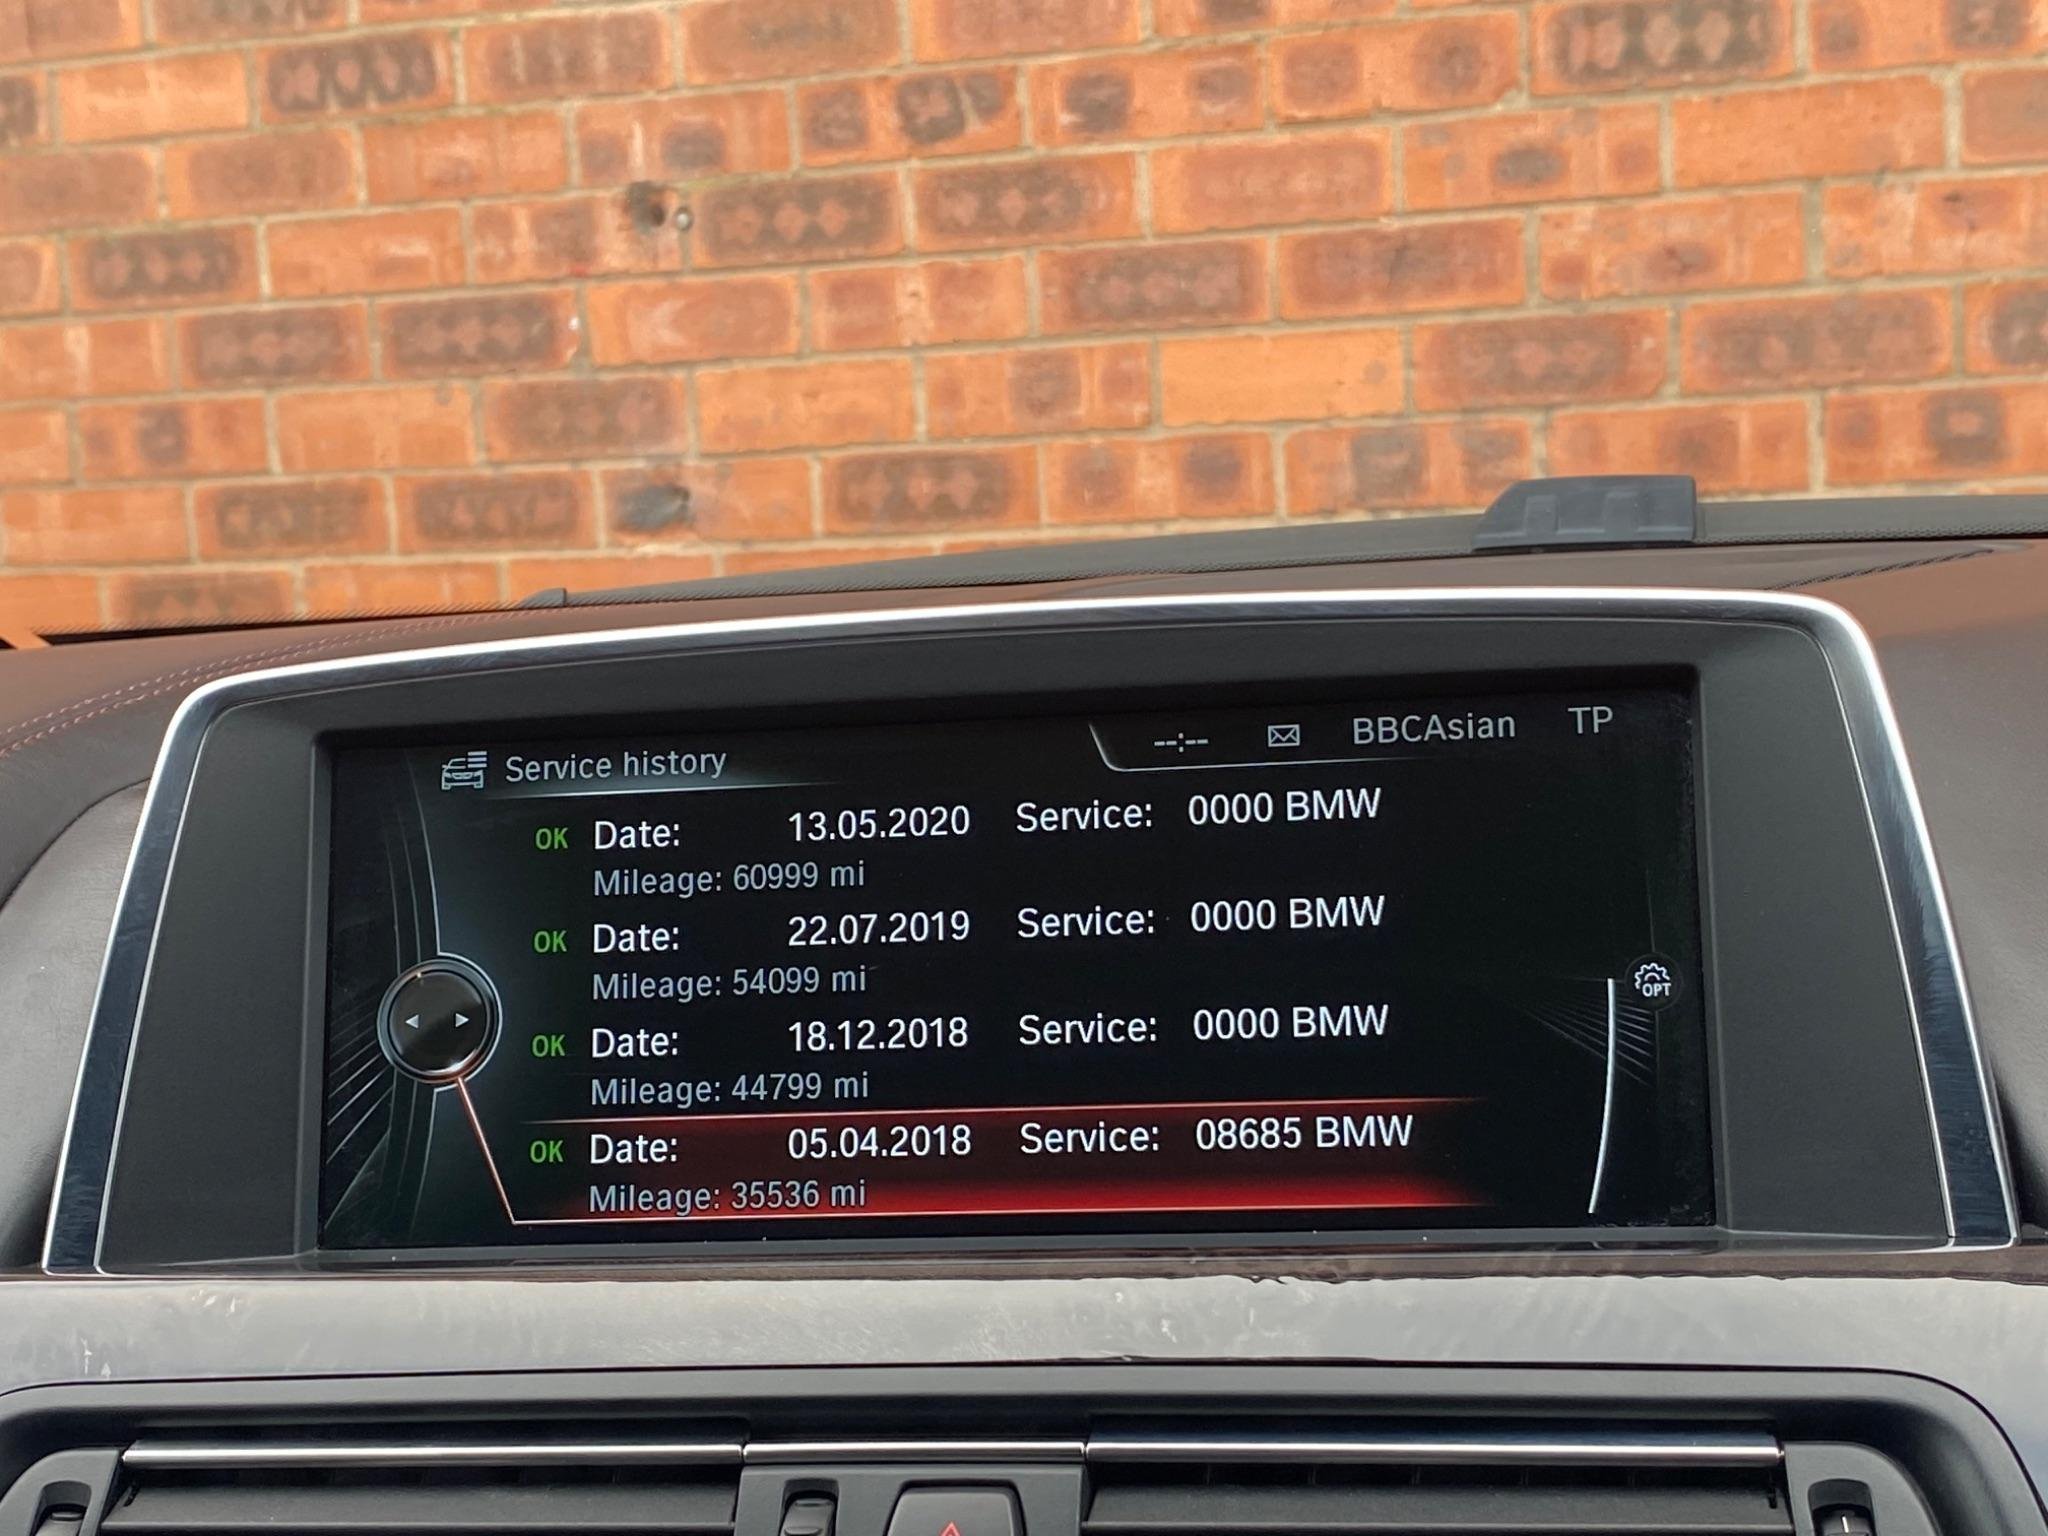 Service history --:-- BBCAsian TP
OK Date: 13.05.2020 Service: 0000 BMW
Mileage: 60999 mi
OK Date: 22.07.2019 Service: 0000 BMW
Mileage: 54099 mi
OPT
OK Date: 18.12.2018 Service: 0000 BMW
Mileage: 44799 mi
OK Date: 05.04.2018 Service: 08685 BMW
Mileage: 35536 mi